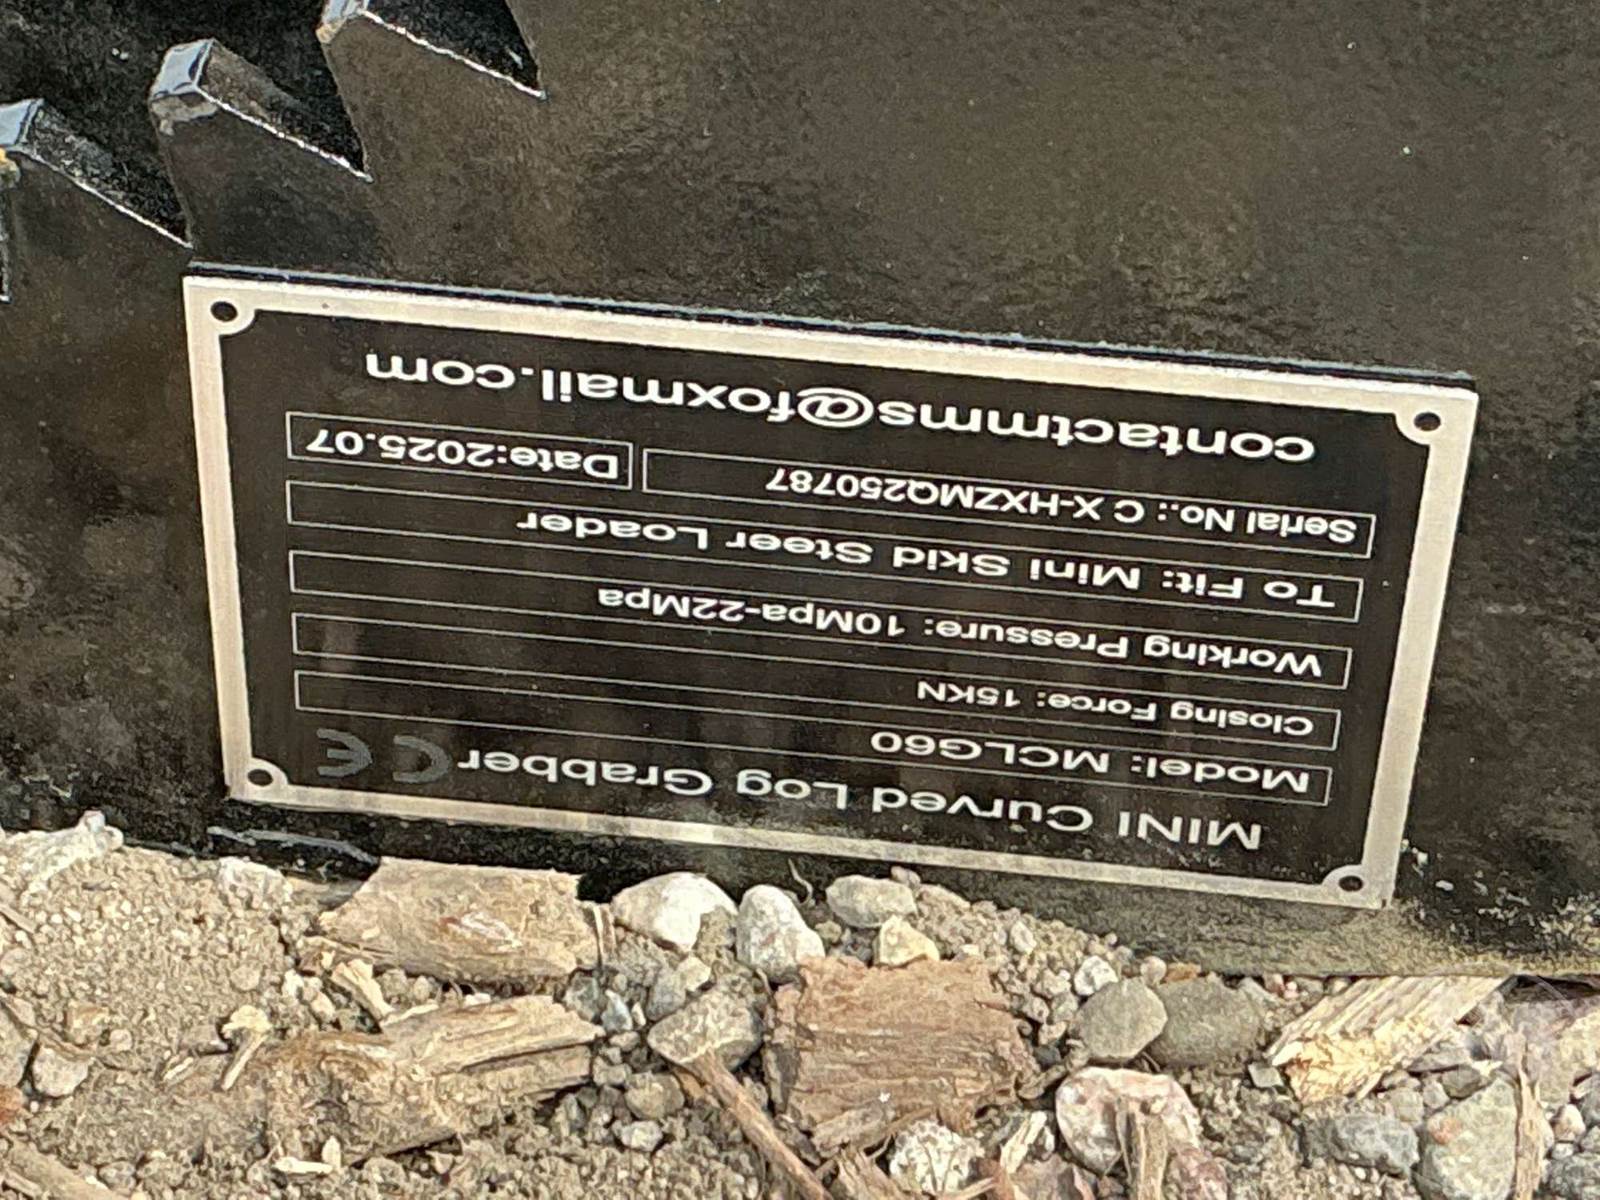 MINI Curved Log Grabber CE
Model: MCLG60
Closing Force: 15KN
Working Pressure: 10Mpa-22Mpa
To Fit: Mini Skid Steer Loader
Serial No.: C X-HXZMQ250787 Date:2025.07
contactmms@foxmail.com